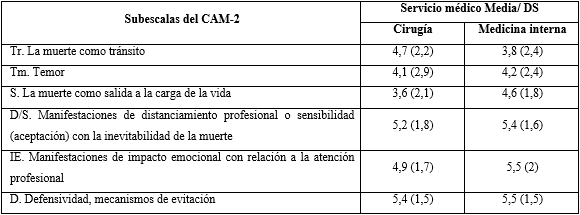 Subescalas del CAM-2
Servicio médico Media/ DS
Cirugía
Medicina interna
Tr. La muerte como tránsito
4,7 (2,2)
3,8 (2,4)
Tm. Temor
4,1 (2,9)
4,2 (2,4)
S. La muerte como salida a la carga de la vida
3,6 (2,1)
4,6 (1,8)
D/S. Manifestaciones de distanciamiento profesional o sensibilidad
(aceptación) con la inevitabilidad de la muerte
5,2 (1,8)
5,4 (1,6)
IE. Manifestaciones de impacto emocional con relación a la atención
profesional
4,9 (1,7)
5,5 (2)
D. Defensividad, mecanismos de evitación
5,4 (1,5)
5,5 (1,5)